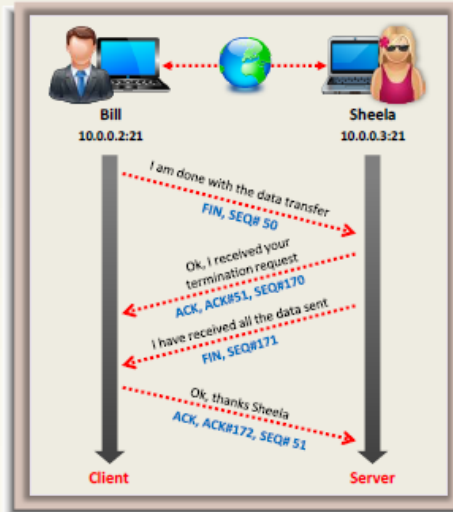 Bill
Sheela
10.0.0.2:21
10.0.0.3:21
I am done with the data transfer
FIN, SEQ# 50
Ok, I received your
termination request
ACK, ACK#51, SEQ#170
I have received all the data sent
FIN, SEQ#171
Ok, thanks Sheela
ACK, ACK#172, SEQ# 51
Client
Server